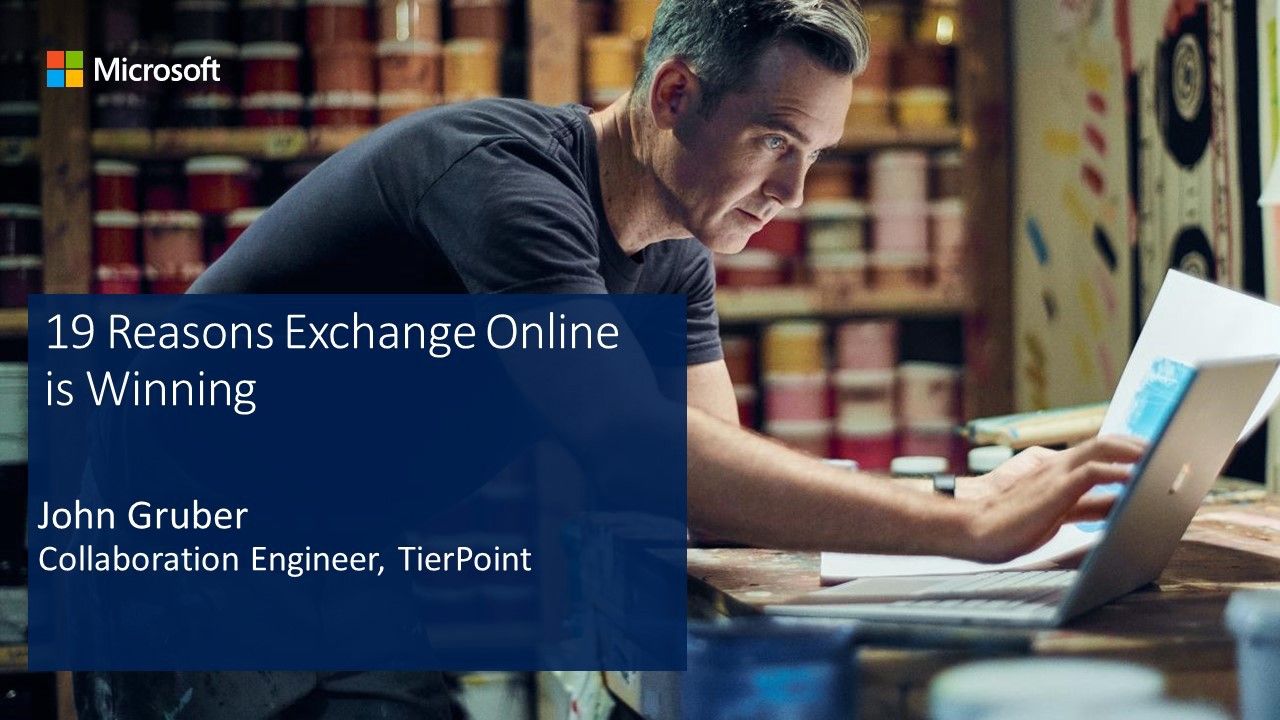 Microsoft
19 Reasons Exchange Online
is Winning
John Gruber
Collaboration Engineer, TierPoint